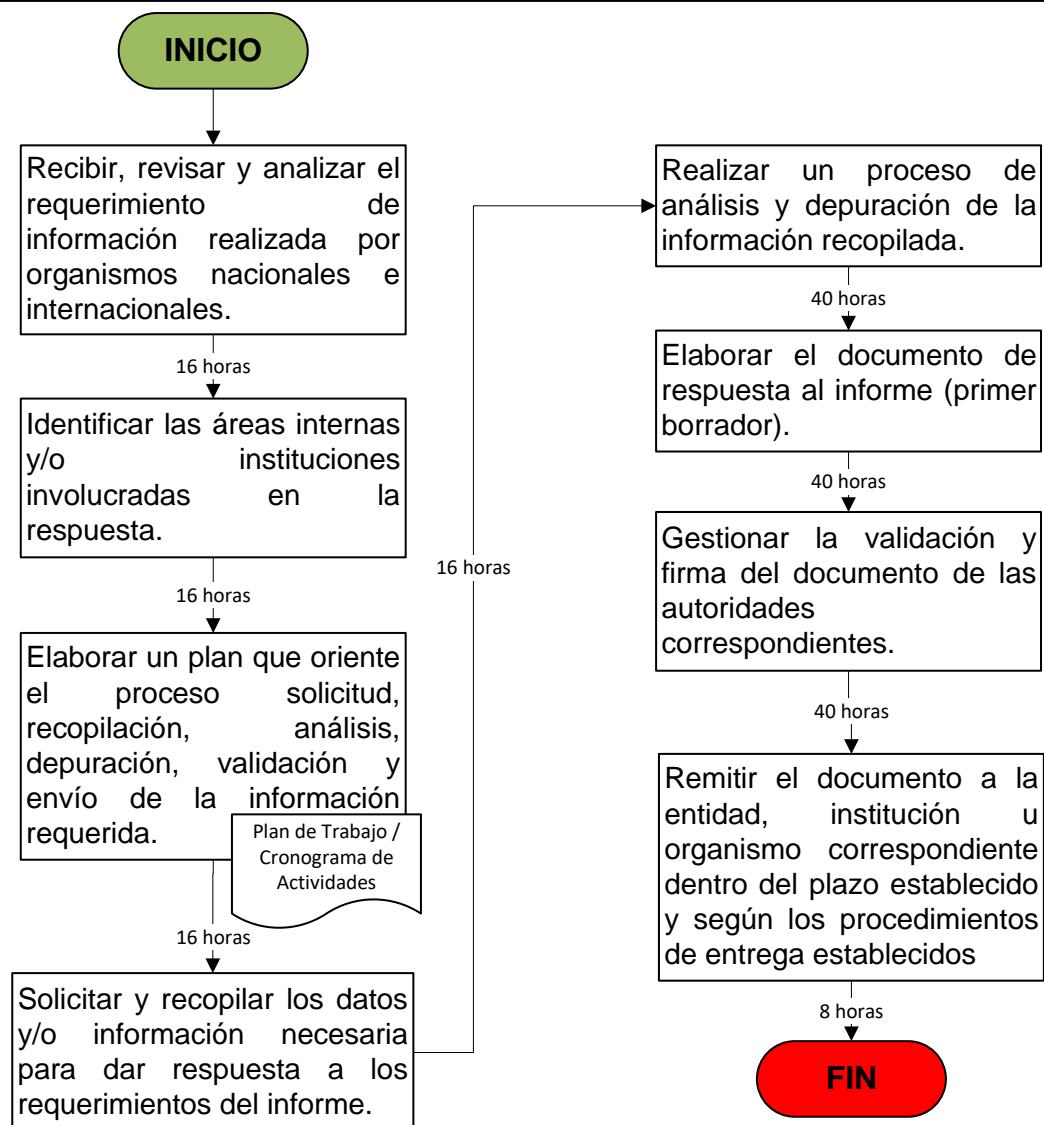 INICIO
Recibir, revisar y analizar el
requerimiento de
información realizada por
organismos nacionales e
internacionales.
16 horas
Identificar las áreas internas
y/o instituciones
involucradas en la
respuesta.
16 horas
Elaborar un plan que oriente
el proceso solicitud,
recopilación, análisis,
depuración, validación y
envío de la información
requerida.
Plan de Trabajo /
Cronograma de
Actividades
16 horas
Solicitar y recopilar los datos
y/o información necesaria
para dar respuesta a los
requerimientos del informe.
16 horas
Realizar un proceso de
análisis y depuración de la
información recopilada.
40 horas
Elaborar el documento de
respuesta al informe (primer
borrador).
40 horas
Gestionar la validación y
firma del documento de las
autoridades
correspondientes.
40 horas
Remitir el documento a la
entidad, institución u
organismo correspondiente
dentro del plazo establecido
y según los procedimientos
de entrega establecidos
8 horas
FIN